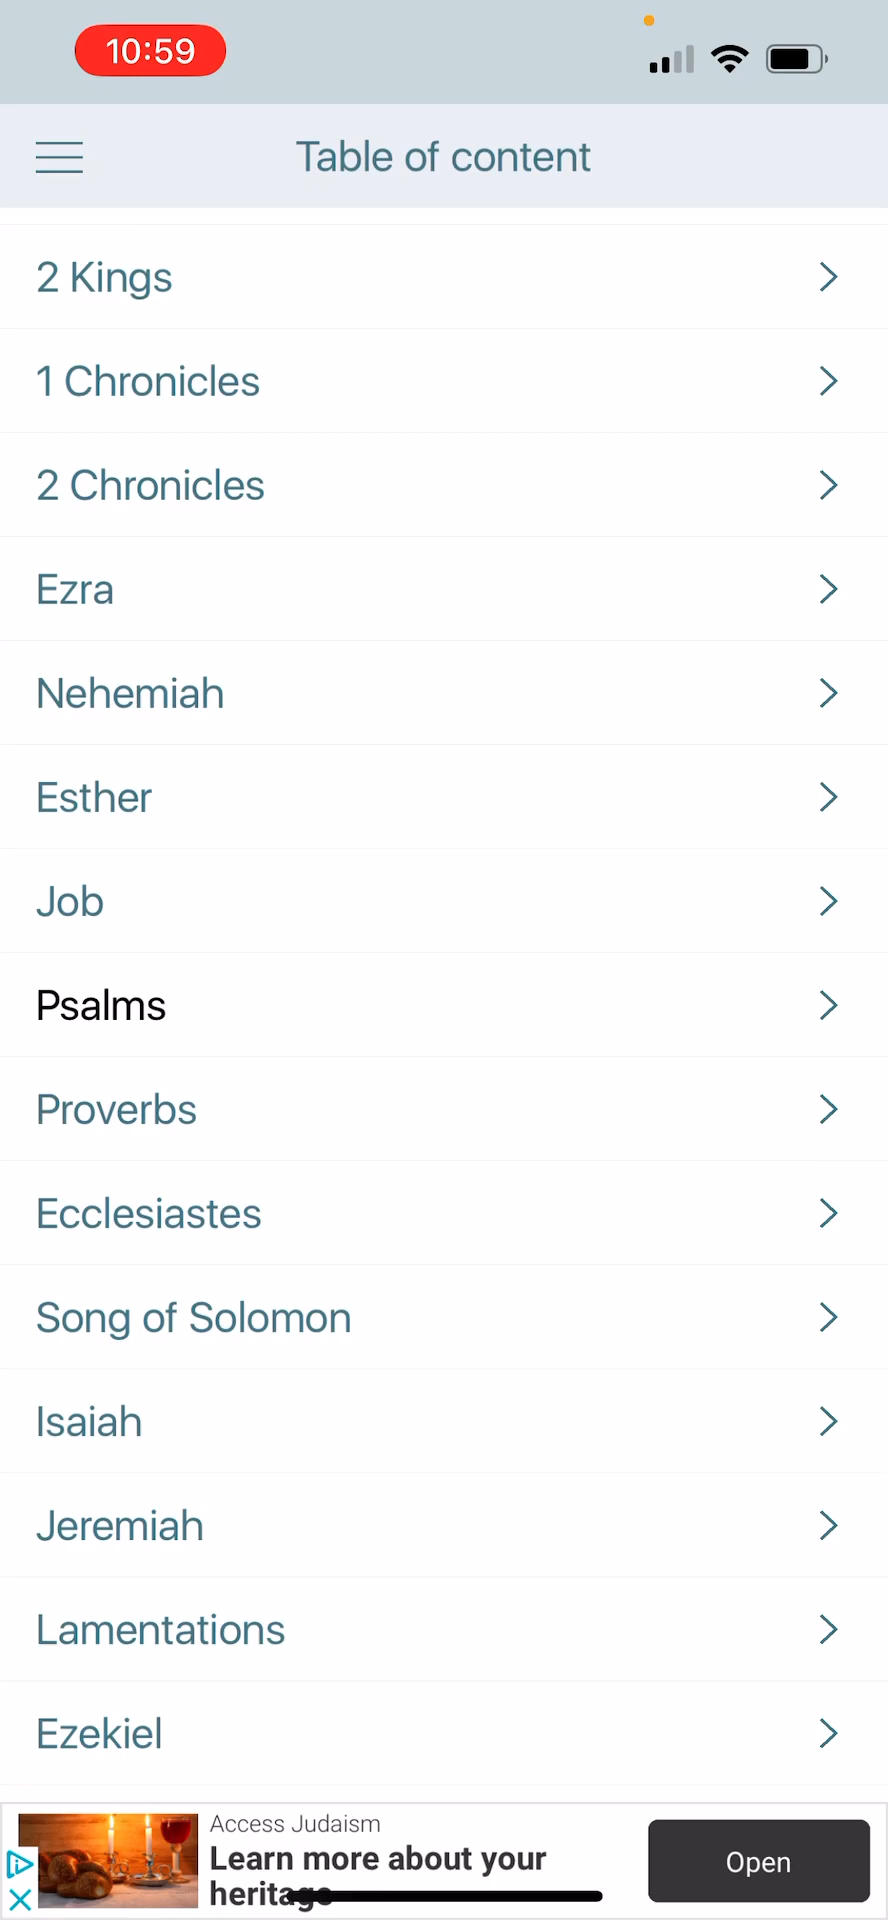 10:59
Table of content
2 Kings
1 Chronicles
2 Chronicles
Ezra
Nehemiah
Esther
Job
Psalms
Proverbs
Ecclesiastes
Song of Solomon
Isaiah
Jeremiah
Lamentations
Ezekiel
Access Judaism
Learn more about your
heritage
Open